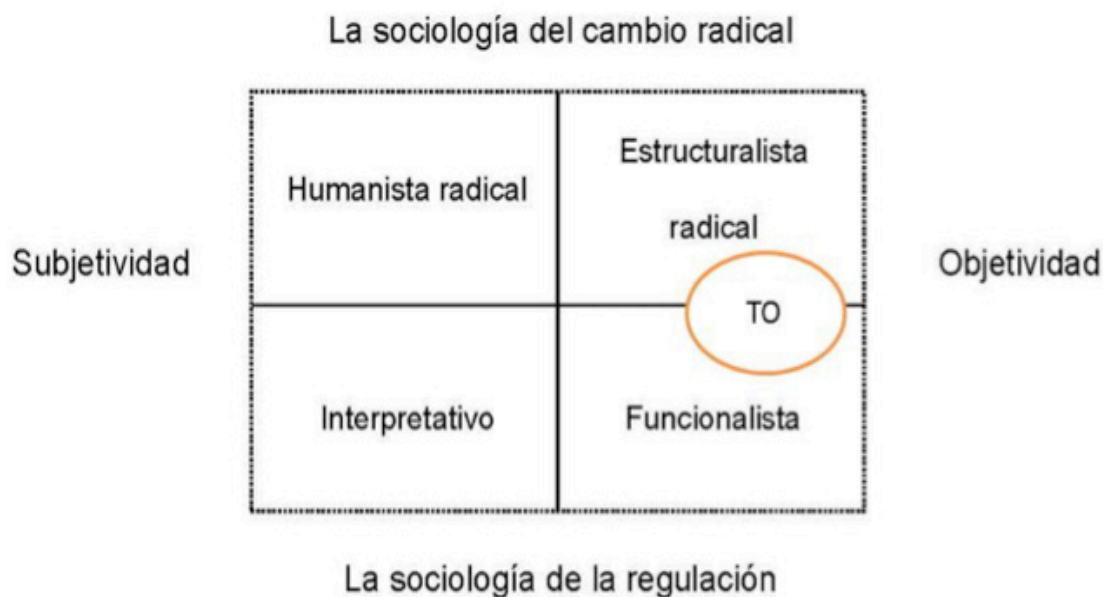 La sociología del cambio radical
Estructuralista
Humanista radical
radical
Subjetividad
Objetividad
TO
Interpretativo
Funcionalista
La sociología de la regulación